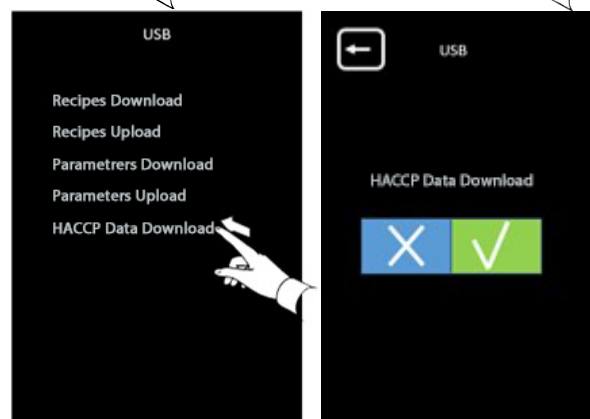 USB
Recipes Download
Recipes Upload
Parametrers Download
Parameters Upload
HACCP Data Download
USB
HACCP Data Download